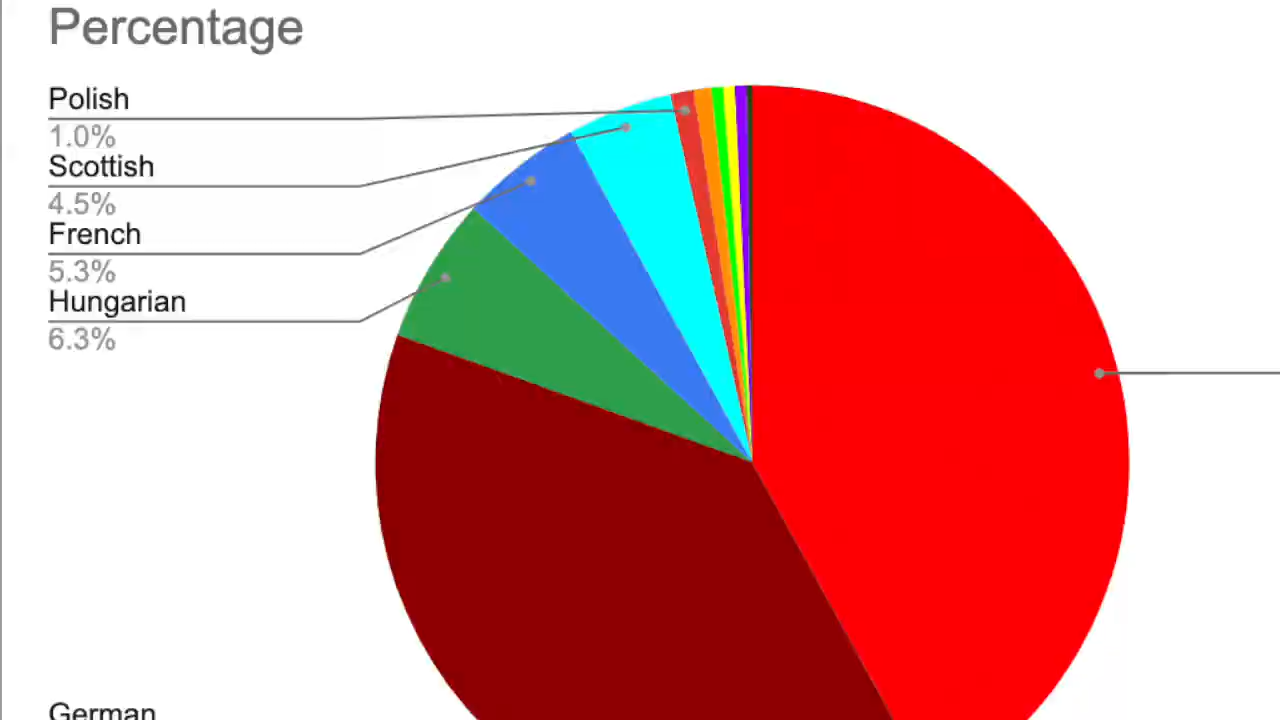 Percentage
Polish
1.0%
Scottish
4.5%
French
5.3%
Hungarian
6.3%
German